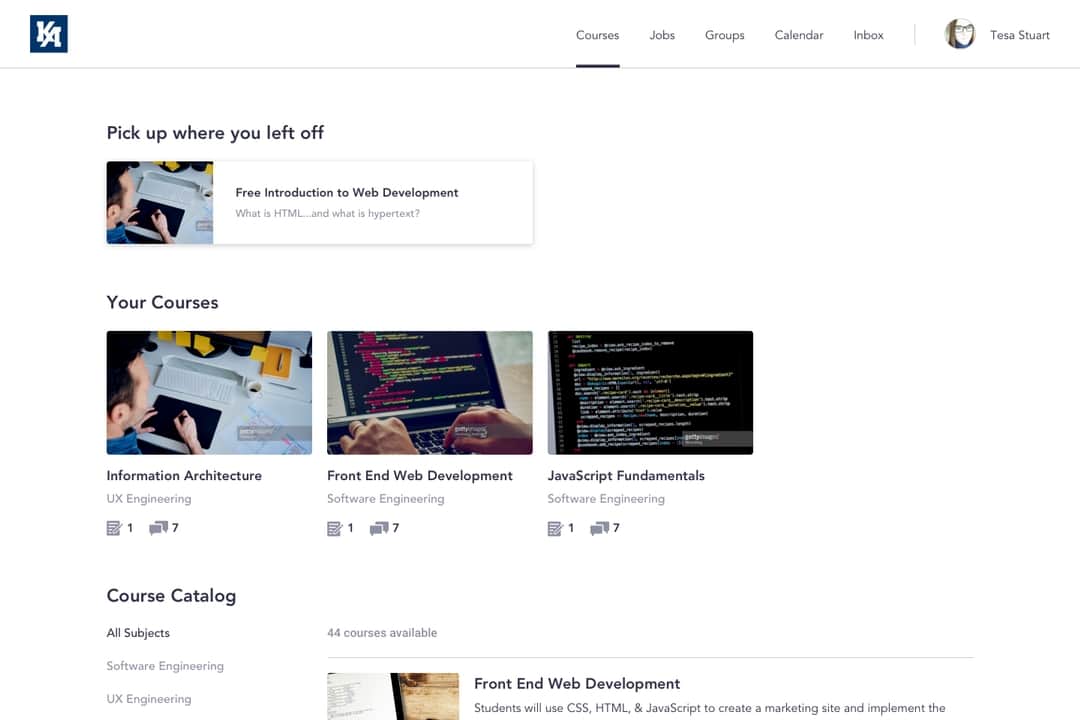 KA
Courses
Jobs
Groups
Calendar
Inbox
Tesa Stuart
Pick up where you left off
Free Introduction to Web Development
What is HTML...and what is hypertext?
Your Courses
gettyimages
gettyimages
Information Architecture
Front End Web Development
JavaScript Fundamentals
UX Engineering
Software Engineering
Software Engineering
1 7
1 7
1 7
Course Catalog
All Subjects
44 courses available
Software Engineering
Front End Web Development
UX Engineering
Students will use CSS, HTML, & JavaScript to create a marketing site and implement the